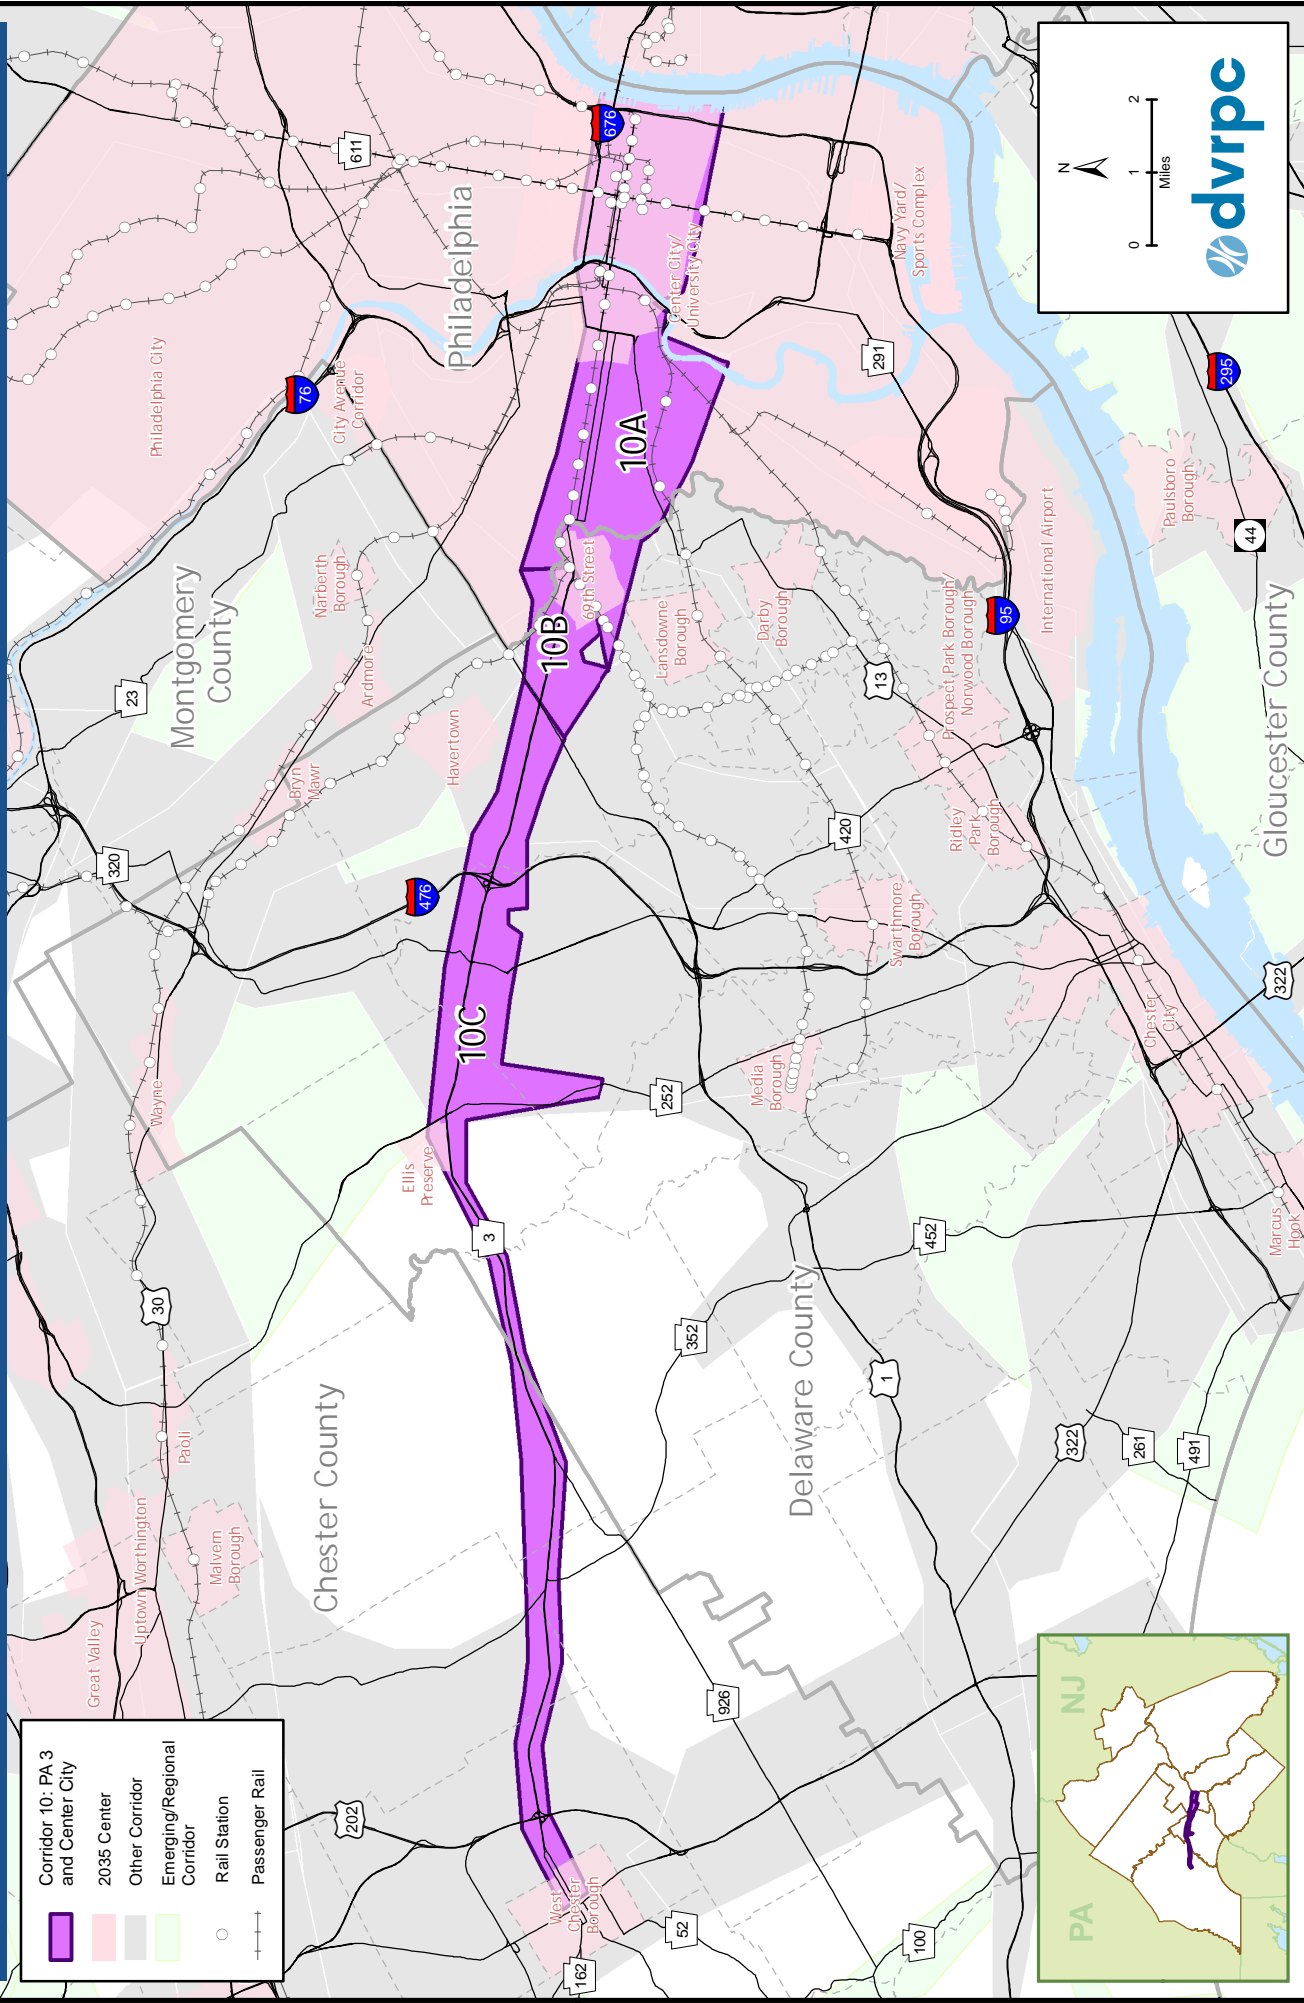 Corridor 10: PA 3
and Center City
2035 Center
Other Corridor
Emerging/Regional
Corridor
Rail Station
Passenger Rail
Great Valley
Uptown Worthington
Malvern
Borough
Paoli
30
Wayne
320
23
Montgomery
County
Narberth
Borough
Ardmore
Bryn
Mawr
Havertown
476
Philadelphia City
76
City Avenue
Corridor
611
Philadelphia
676
Center City/
University City
Navy Yard/
Sports Complex
291
10A
10B
10C
69th Street
Lansdowne
Borough
Darby
Borough
13
Prospect Park Borough/
Norwood Borough
95
International Airport
Paulsboro
Borough
44
295
Gloucester County
Ridley
Park
Borough
420
Swarthmore
Borough
Media
Borough
252
Chester
City
322
Marcus
Hook
452
Ellis
Preserve
3
352
Delaware County
1
322
261
491
Chester County
926
202
West
Chester
Borough
162
52
100
PA
NJ
N
0 1 2
Miles
dvrpc